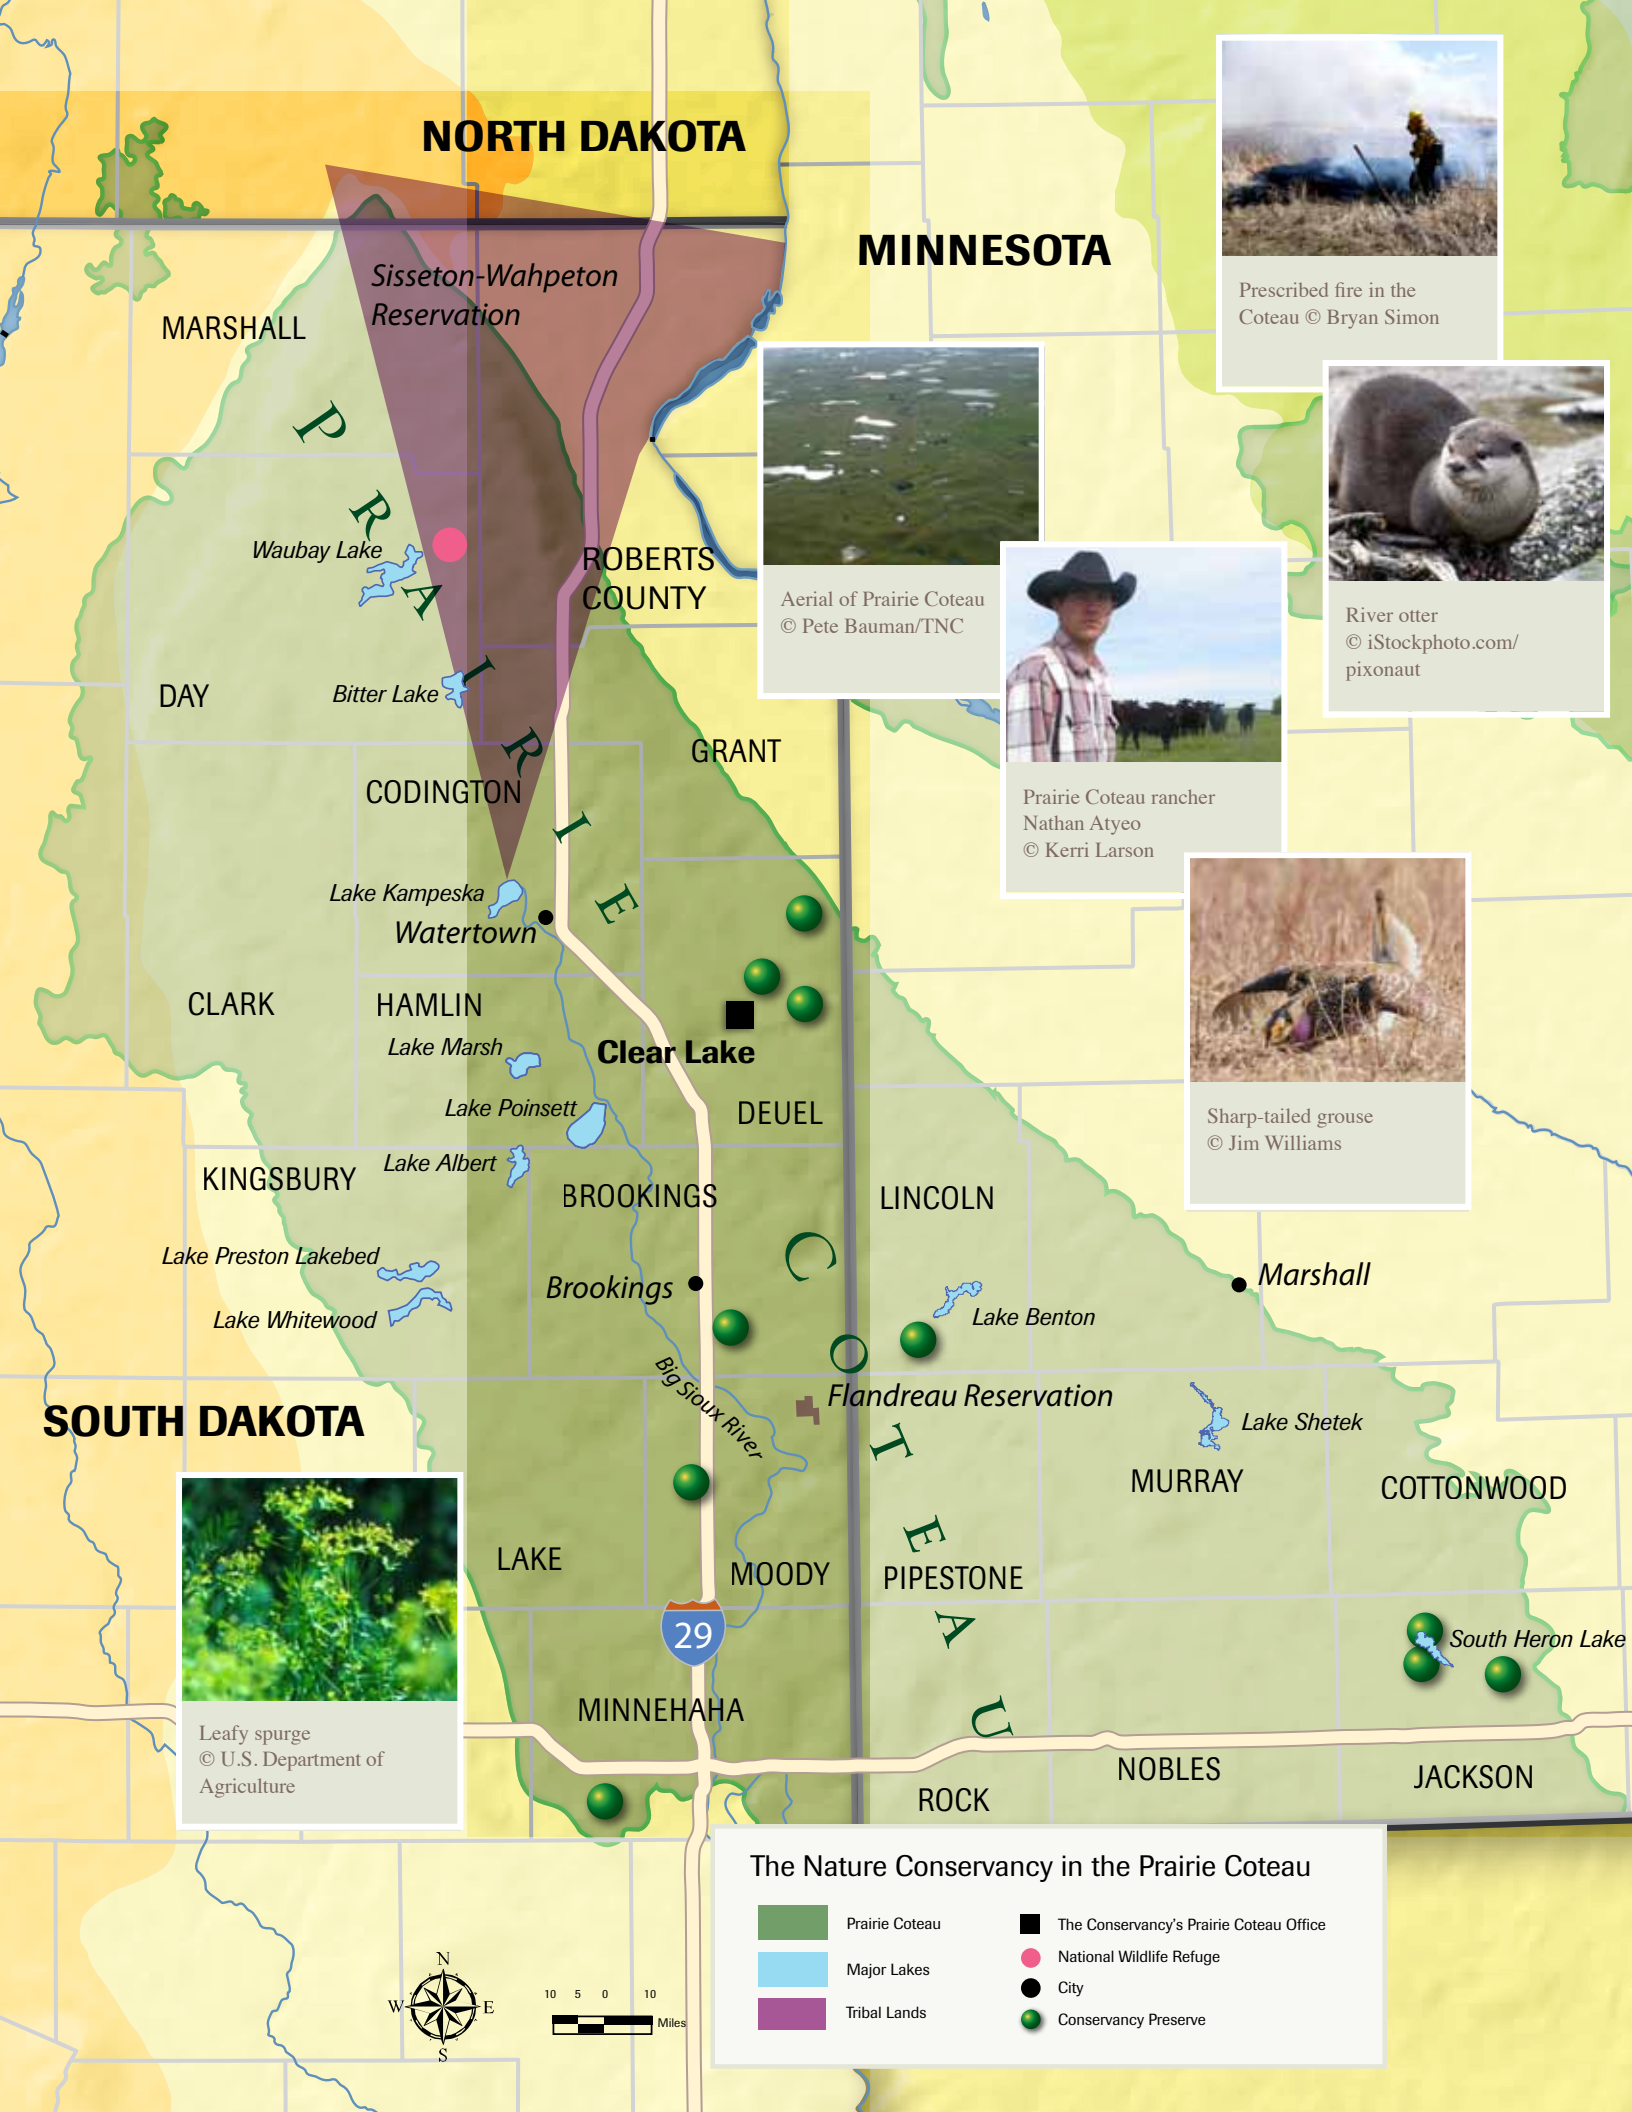 NORTH DAKOTA
MINNESOTA
Sisseton-Wahpeton
Reservation
MARSHALL
Prescribed fire in the
Coteau © Bryan Simon
PRAIRIE
Waubay Lake
ROBERTS
COUNTY
Aerial of Prairie Coteau
© Pete Bauman/TNC
River otter
© iStockphoto.com/
pixonaut
DAY
Bitter Lake
GRANT
CODINGTON
Prairie Coteau rancher
Nathan Atyeo
© Kerri Larson
Lake Kampeska
Watertown
CLARK
HAMLIN
Lake Marsh
Clear Lake
Lake Poinsett
DEUEL
Sharp-tailed grouse
© Jim Williams
Lake Albert
KINGSBURY
BROOKINGS
LINCOLN
COTEAU
Lake Preston Lakebed
Brookings
Marshall
Lake Whitewood
Lake Benton
Big Sioux River
Flandreau Reservation
SOUTH DAKOTA
Lake Shetek
MURRAY
COTTONWOOD
LAKE
MOODY
PIPESTONE
29
South Heron Lake
MINNEHAHA
Leafy spurge
© U.S. Department of
Agriculture
NOBLES
JACKSON
ROCK
The Nature Conservancy in the Prairie Coteau
Prairie Coteau
Major Lakes
Tribal Lands
The Conservancy's Prairie Coteau Office
National Wildlife Refuge
City
Conservancy Preserve
N
W E
S
10 5 0 10
Miles